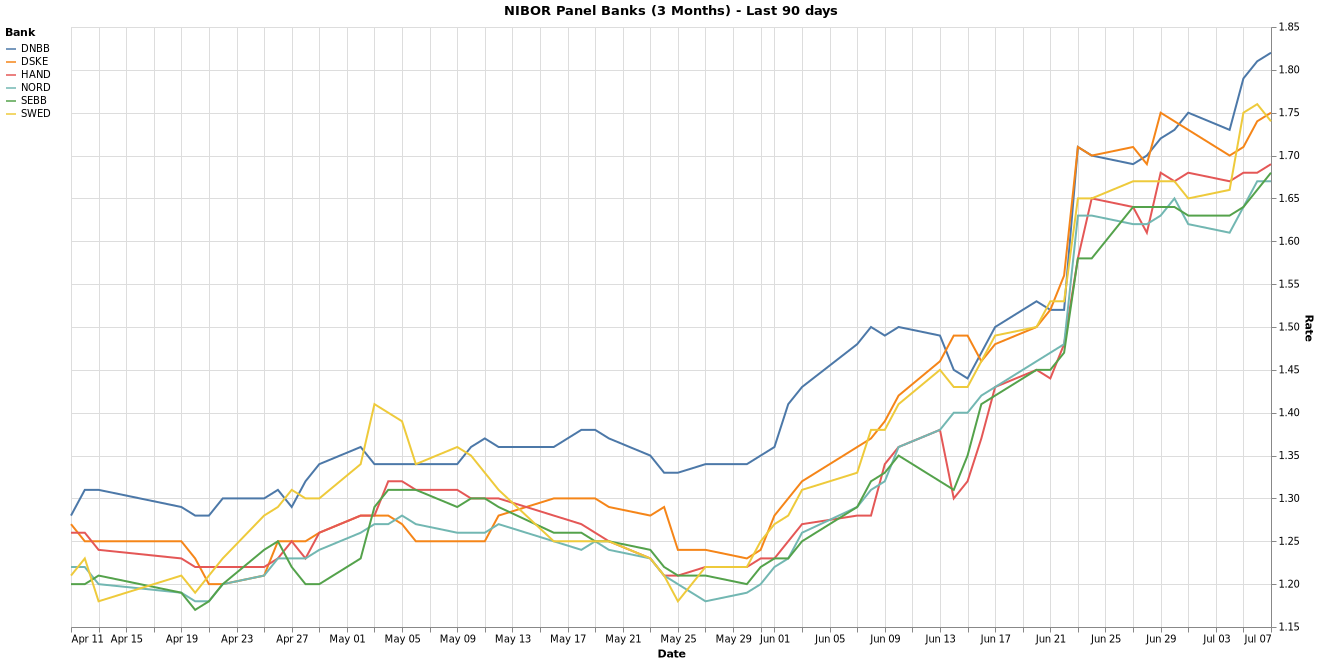 NIBOR Panel Banks (3 Months) - Last 90 days
Bank
DNBB
DSKE
HAND
NORD
SEBB
SWED
1.85
1.80
1.75
1.70
1.65
1.60
1.55
1.50
1.45
1.40
1.35
1.30
1.25
1.20
1.15
Rate
Apr 11 Apr 15 Apr 19 Apr 23 Apr 27 May 01 May 05 May 09 May 13 May 17 May 21 May 25 May 29 Jun 01 Jun 05 Jun 09 Jun 13 Jun 17 Jun 21 Jun 25 Jun 29 Jul 03 Jul 07
Date